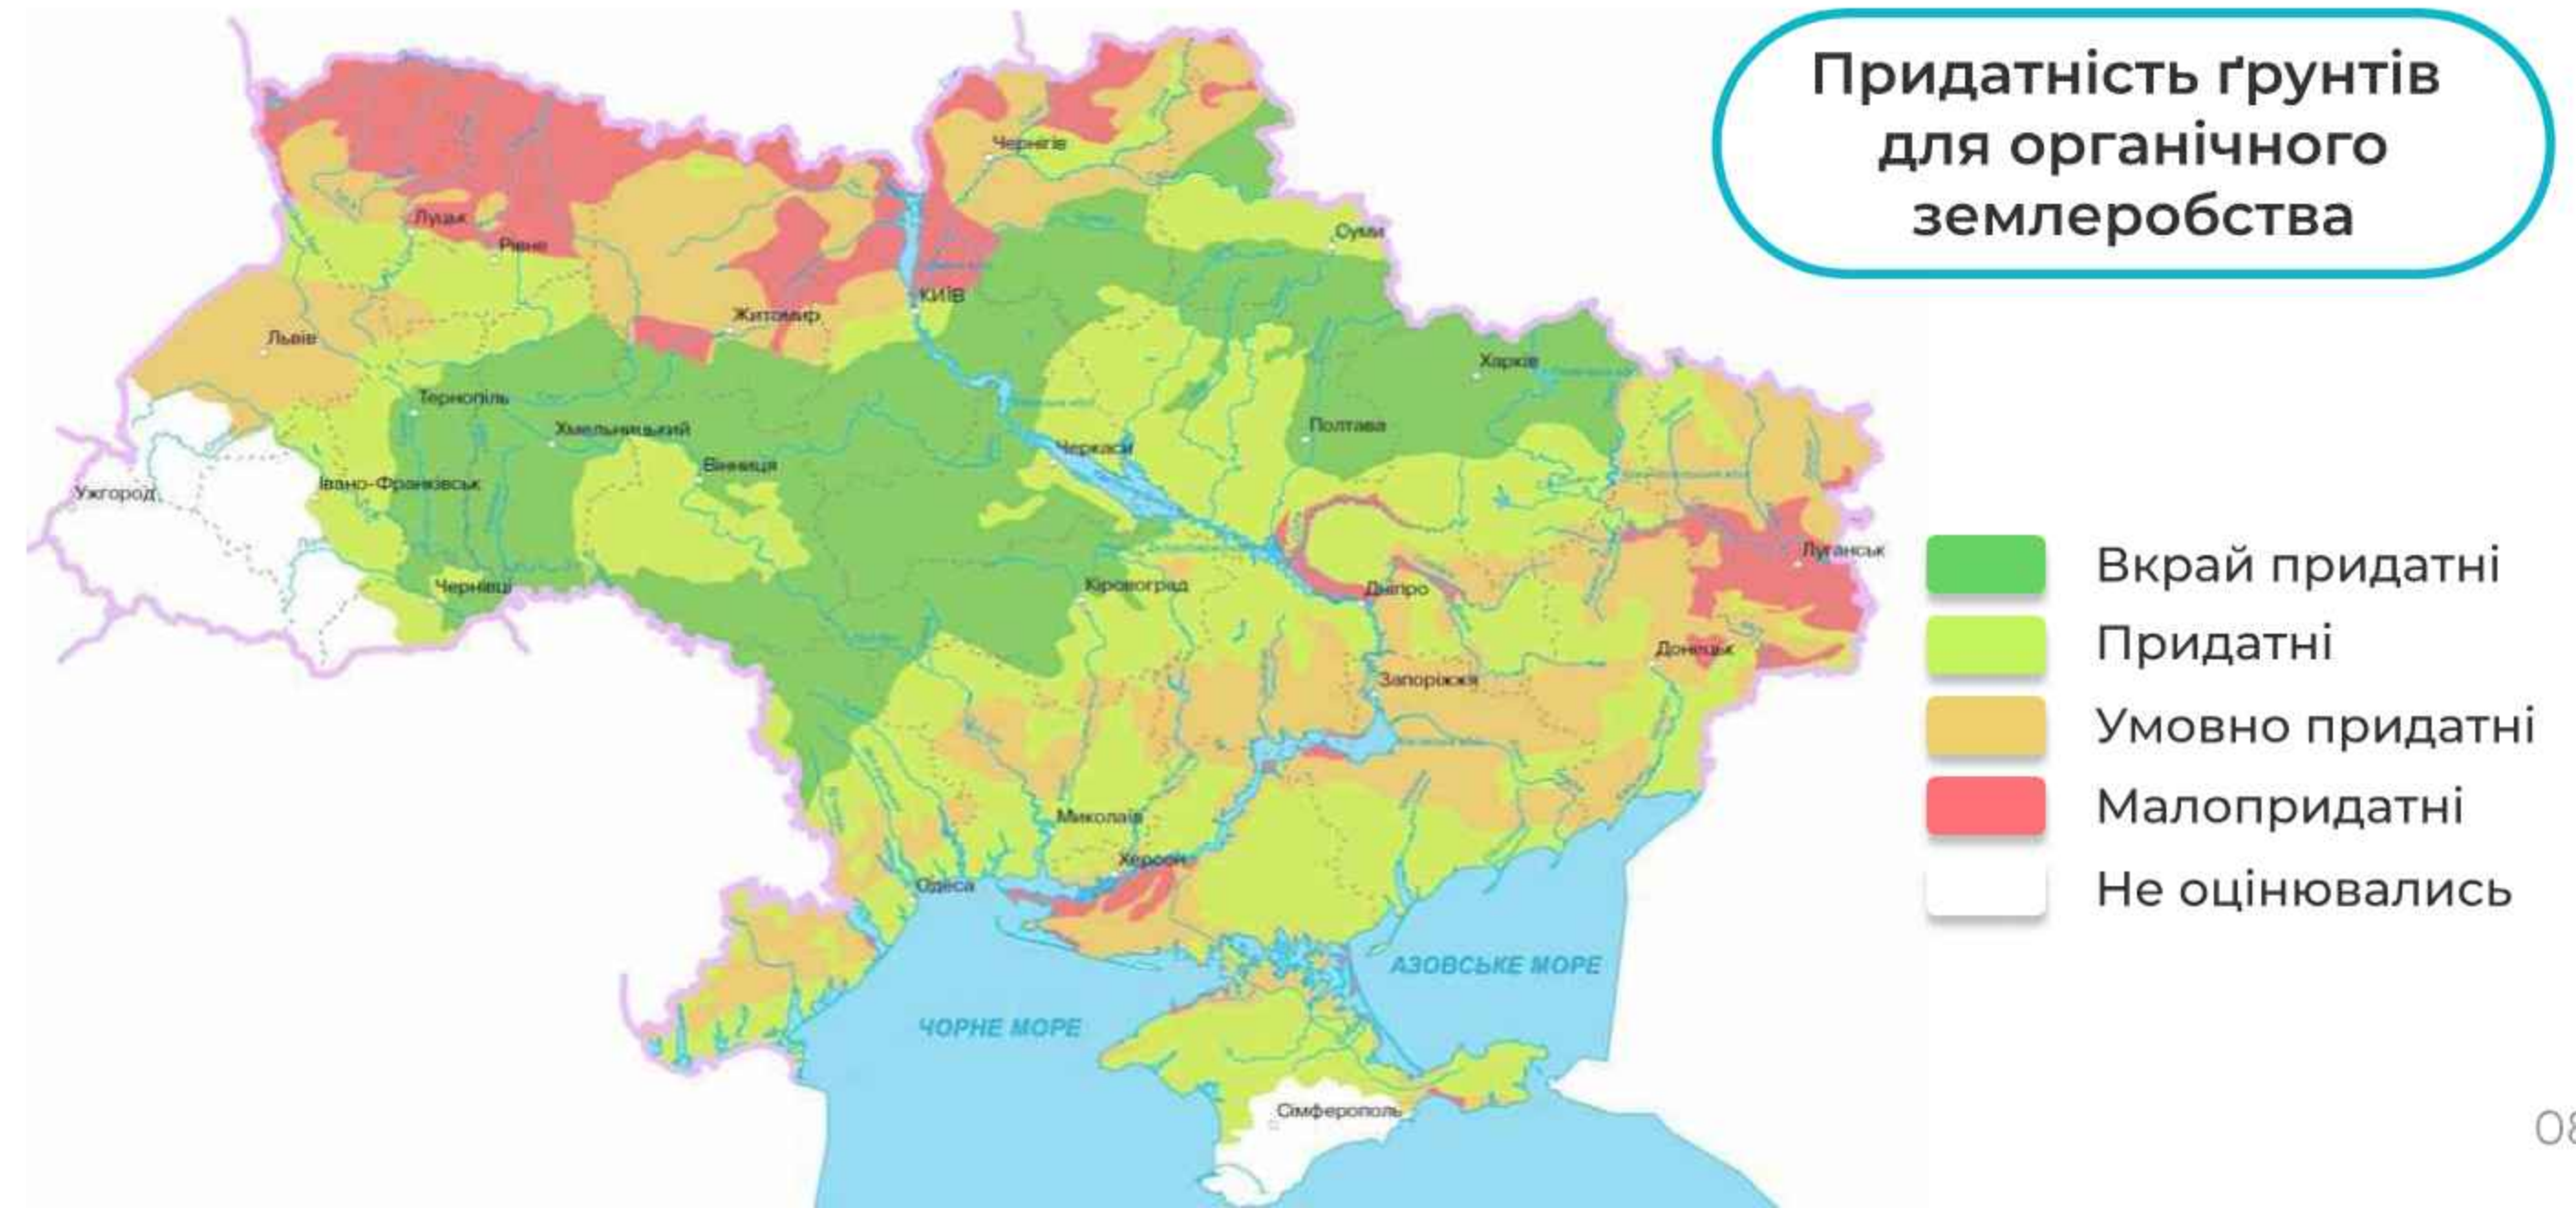 Придатність ґрунтів
для органічного
землеробства
Чернігів
Суми
Луцьк
Рівне
КИЇВ
Житомир
Львів
Харків
Тернопіль
Хмельницький
Полтава
Черкаси
Вінниця
Івано-Франківськ
Ужгород
Луганськ
Чернівці
Кіровоград
Дніпро
Донецьк
Запоріжжя
Миколаїв
Херсон
Одеса
АЗОВСЬКЕ МОРЕ
ЧОРНЕ МОРЕ
Сімферополь
Вкрай придатні
Придатні
Умовно придатні
Малопридатні
Не оцінювались
08